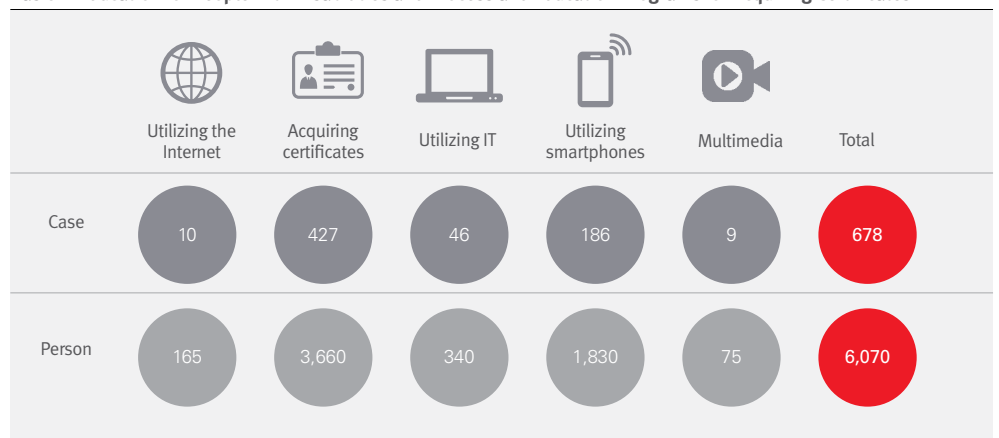 Utilizing the
Internet
Acquiring
certificates
Utilizing IT
Utilizing
smartphones
Multimedia
Total
Case
10
427
46
186
9
678
Person
165
3,660
340
1,830
75
6,070